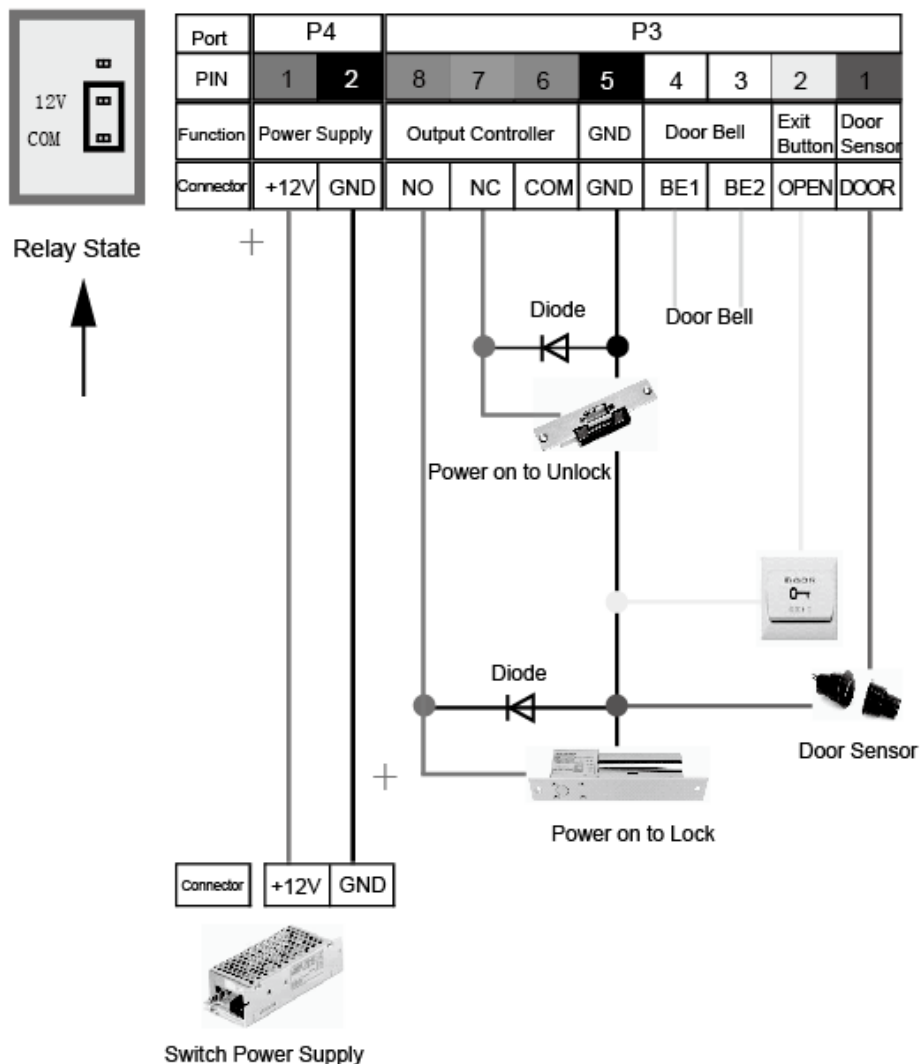 Port P4 P3
PIN 1 2 8 7 6 5 4 3 2 1
12V
COM
Function Power Supply Output Controller GND Door Bell Exit Button Door Sensor
Connector +12V GND NO NC COM GND BE1 BE2 OPEN DOOR
Relay State
+
Diode
Door Bell
Power on to Unlock
Diode
Door Sensor
+
Power on to Lock
Connector +12V GND
Switch Power Supply